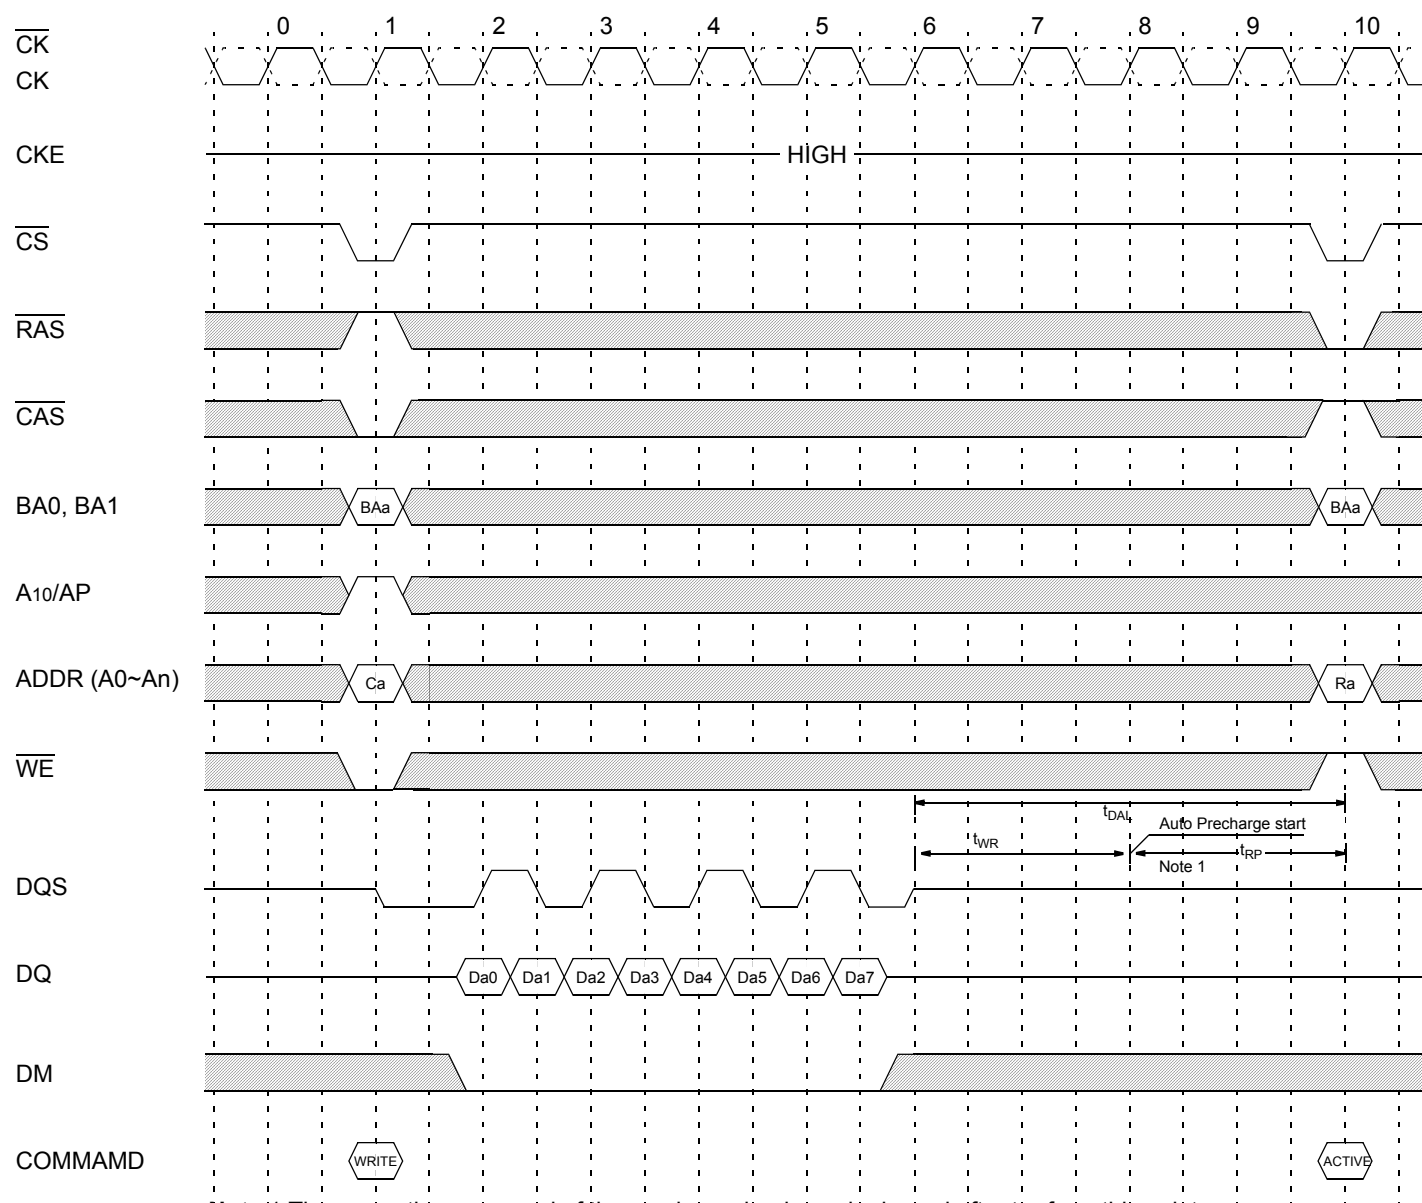 0 1 2 3 4 5 6 7 8 9 10
CK
CK
CKE
HIGH
CS
RAS
CAS
BA0, BA1
BAa
BAa
A10/AP
ADDR (A0~An)
Ca
Ra
WE
tDAL
Auto Precharge start
tWR
tRP
Note 1
DQS
DQ
Da0 Da1 Da2 Da3 Da4 Da5 Da6 Da7
DM
COMMAMD
WRITE
ACTIVE